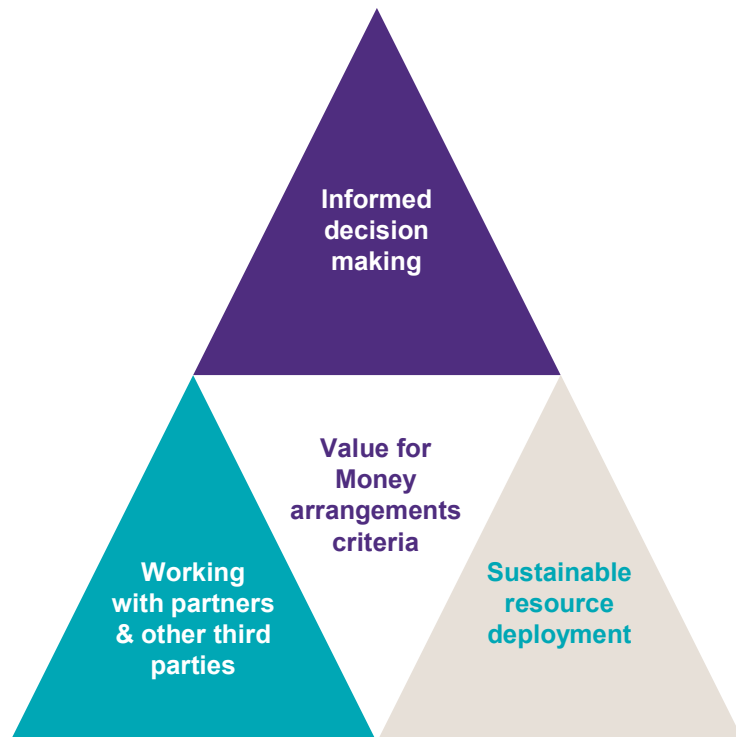 Informed
decision
making
Value for
Money
arrangements
criteria
Working
with partners
& other third
parties
Sustainable
resource
deployment